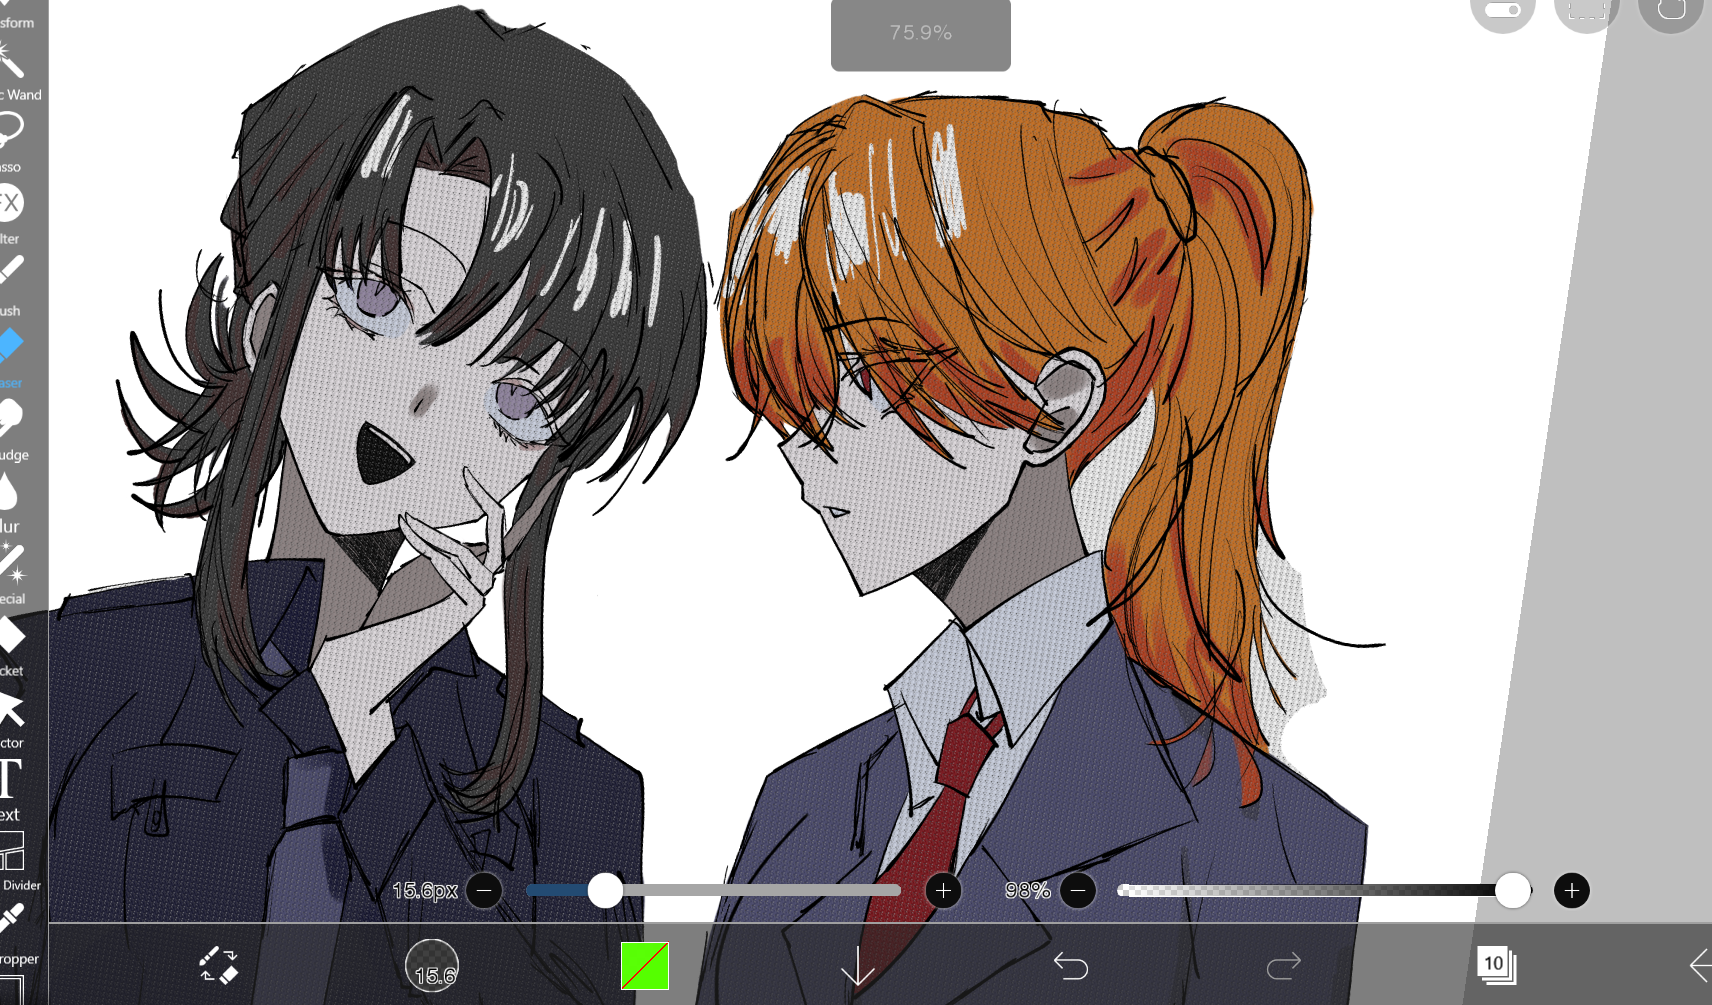 sform
75.9%
c Wand
sso
FX
lter
ush
aser
udge
lur
ecial
cket
ctor
T
ext
Divider
15.6px
98%
ropper
15.6
10